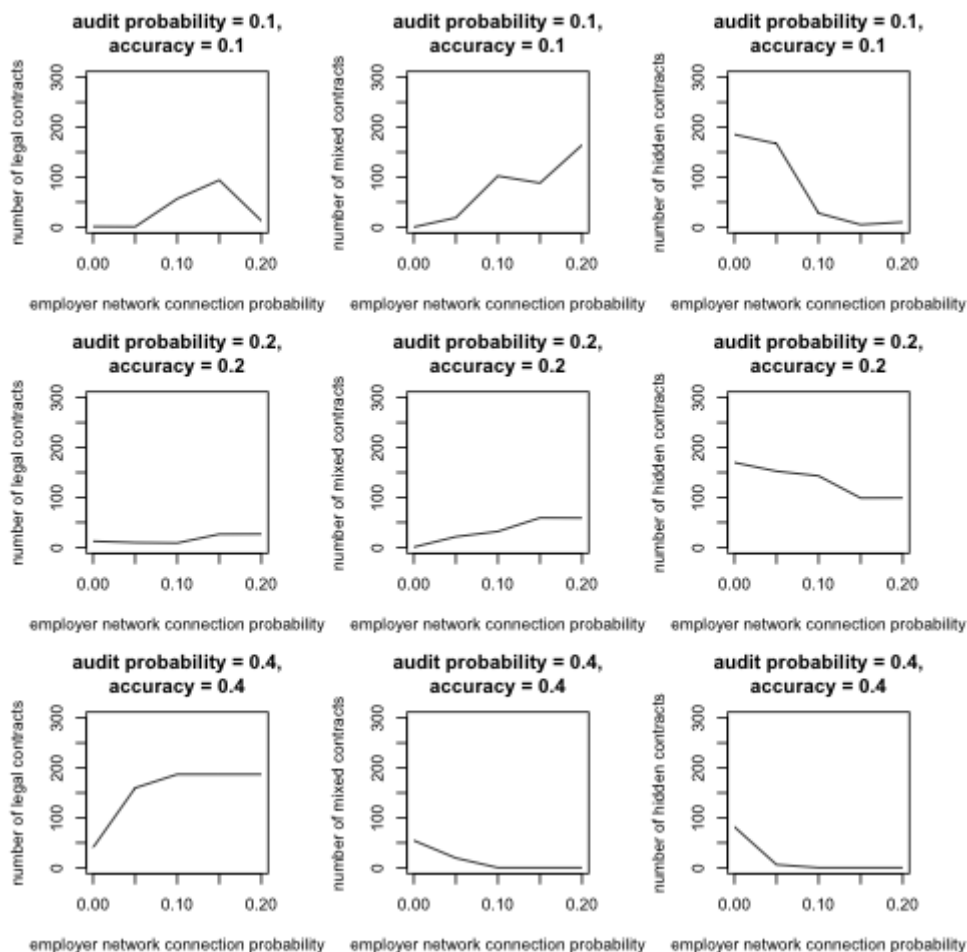 audit probability = 0.1,
accuracy = 0.1
number of legal contracts
0 100 200 300
0.00 0.10 0.20
employer network connection probability
audit probability = 0.1,
accuracy = 0.1
number of mixed contracts
0 100 200 300
0.00 0.10 0.20
employer network connection probability
audit probability = 0.1,
accuracy = 0.1
number of hidden contracts
0 100 200 300
0.00 0.10 0.20
employer network connection probability
audit probability = 0.2,
accuracy = 0.2
number of legal contracts
0 100 200 300
0.00 0.10 0.20
employer network connection probability
audit probability = 0.2,
accuracy = 0.2
number of mixed contracts
0 100 200 300
0.00 0.10 0.20
employer network connection probability
audit probability = 0.2,
accuracy = 0.2
number of hidden contracts
0 100 200 300
0.00 0.10 0.20
employer network connection probability
audit probability = 0.4,
accuracy = 0.4
number of legal contracts
0 100 200 300
0.00 0.10 0.20
employer network connection probability
audit probability = 0.4,
accuracy = 0.4
number of mixed contracts
0 100 200 300
0.00 0.10 0.20
employer network connection probability
audit probability = 0.4,
accuracy = 0.4
number of hidden contracts
0 100 200 300
0.00 0.10 0.20
employer network connection probability